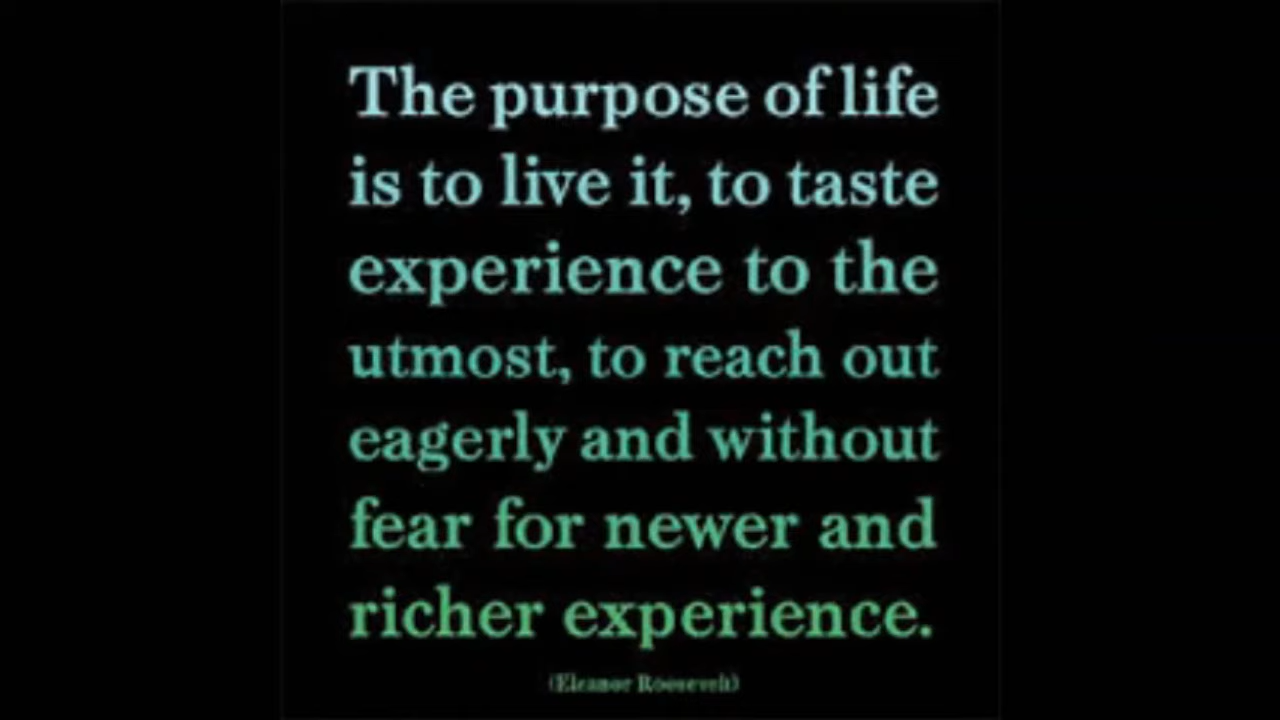 The purpose of life
is to live it, to taste
experience to the
utmost, to reach out
eagerly and without
fear for newer and
richer experience.
(Eleanor Roosevelt)